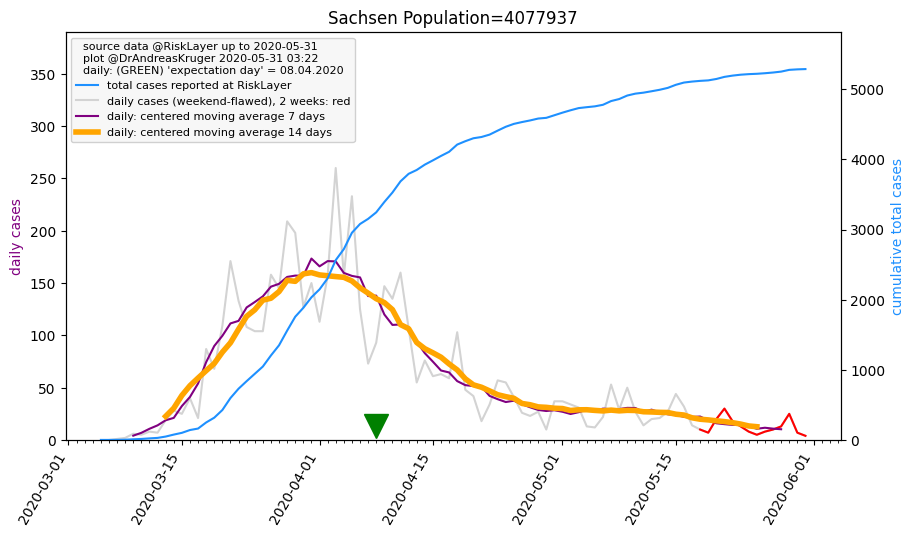 Sachsen Population=4077937
source data @RiskLayer up to 2020-05-31
plot @DrAndreasKruger 2020-05-31 03:22
daily: (GREEN) 'expectation day' = 08.04.2020
total cases reported at RiskLayer
daily cases (weekend-flawed), 2 weeks: red
daily: centered moving average 7 days
daily: centered moving average 14 days
daily cases
350
300
250
200
150
100
50
0
5000
4000
3000
2000
1000
0
cumulative total cases
2020-03-01
2020-03-15
2020-04-01
2020-04-15
2020-05-01
2020-05-15
2020-06-01